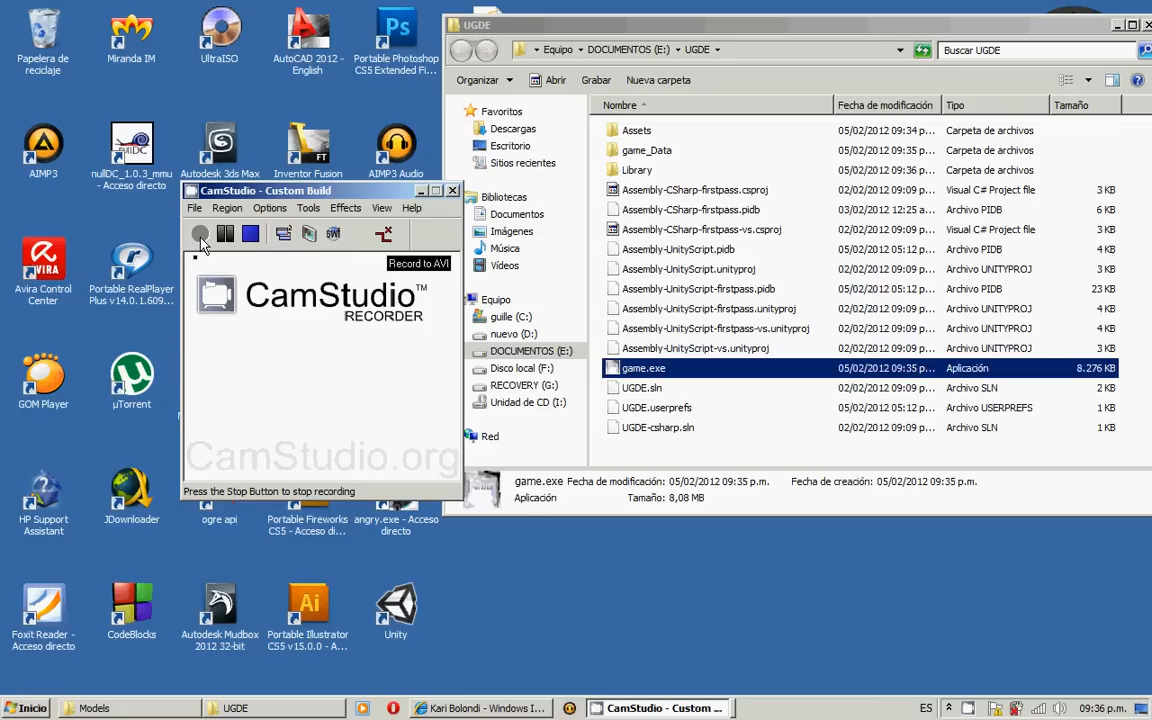 Papelera de
reciclaje
Miranda IM
UltraISO
AutoCAD 2012 -
English
Portable Photoshop
CS5 Extended Fi...
AIMP3
nullDC_1.0.3_mmu
- Acceso directo
Autodesk 3ds Max
Inventor Fusion
AIMP3 Audio
Avira Control
Center
Portable RealPlayer
Plus v14.0.1.609...
GOM Player
µTorrent
HP Support
Assistant
JDownloader
ogre api
Portable Fireworks
CS5 - Acceso di...
angry.exe - Acceso
directo
Foxit Reader -
Acceso directo
CodeBlocks
Autodesk Mudbox
2012 32-bit
Portable Illustrator
CS5 v15.0.0 - A...
Unity
CamStudio - Custom Build
File Region Options Tools Effects View Help
Record to AVI
CamStudio™
RECORDER
CamStudio.org
Press the Stop Button to stop recording
UGDE
Equipo DOCUMENTOS (E:) UGDE
Buscar UGDE
Organizar Abrir Grabar Nueva carpeta
Favoritos
Descargas
Escritorio
Sitios recientes
Bibliotecas
Documentos
Imágenes
Música
Vídeos
Equipo
guille (C:)
nuevo (D:)
DOCUMENTOS (E:)
Disco local (F:)
RECOVERY (G:)
Unidad de CD (I:)
Red
Nombre Fecha de modificación Tipo Tamaño
Assets 05/02/2012 09:34 p... Carpeta de archivos
game_Data 05/02/2012 09:36 p... Carpeta de archivos
Library 05/02/2012 09:36 p... Carpeta de archivos
Assembly-CSharp-firstpass.csproj 02/02/2012 09:09 p... Visual C# Project file 3 KB
Assembly-CSharp-firstpass.pidb 03/02/2012 12:25 a... Archivo PIDB 6 KB
Assembly-CSharp-firstpass-vs.csproj 02/02/2012 09:09 p... Visual C# Project file 3 KB
Assembly-UnityScript.pidb 05/02/2012 05:12 p... Archivo PIDB 3 KB
Assembly-UnityScript.unityproj 02/02/2012 09:09 p... Archivo UNITYPROJ 3 KB
Assembly-UnityScript-firstpass.pidb 05/02/2012 05:12 p... Archivo PIDB 23 KB
Assembly-UnityScript-firstpass.unityproj 02/02/2012 09:09 p... Archivo UNITYPROJ 4 KB
Assembly-UnityScript-firstpass-vs.unityproj 02/02/2012 09:09 p... Archivo UNITYPROJ 4 KB
Assembly-UnityScript-vs.unityproj 02/02/2012 09:09 p... Archivo UNITYPROJ 3 KB
game.exe 05/02/2012 09:35 p... Aplicación 8.276 KB
UGDE.sln 02/02/2012 09:09 p... Archivo SLN 2 KB
UGDE.userprefs 05/02/2012 05:12 p... Archivo USERPREFS 1 KB
UGDE-csharp.sln 02/02/2012 09:09 p... Archivo SLN 1 KB
game.exe Fecha de modificación: 05/02/2012 09:35 p.m. Fecha de creación: 05/02/2012 09:35 p.m.
Aplicación Tamaño: 8,08 MB
Inicio Models UGDE Kari Bolondi - Windows I... CamStudio - Custom ... ES 09:36 p.m.